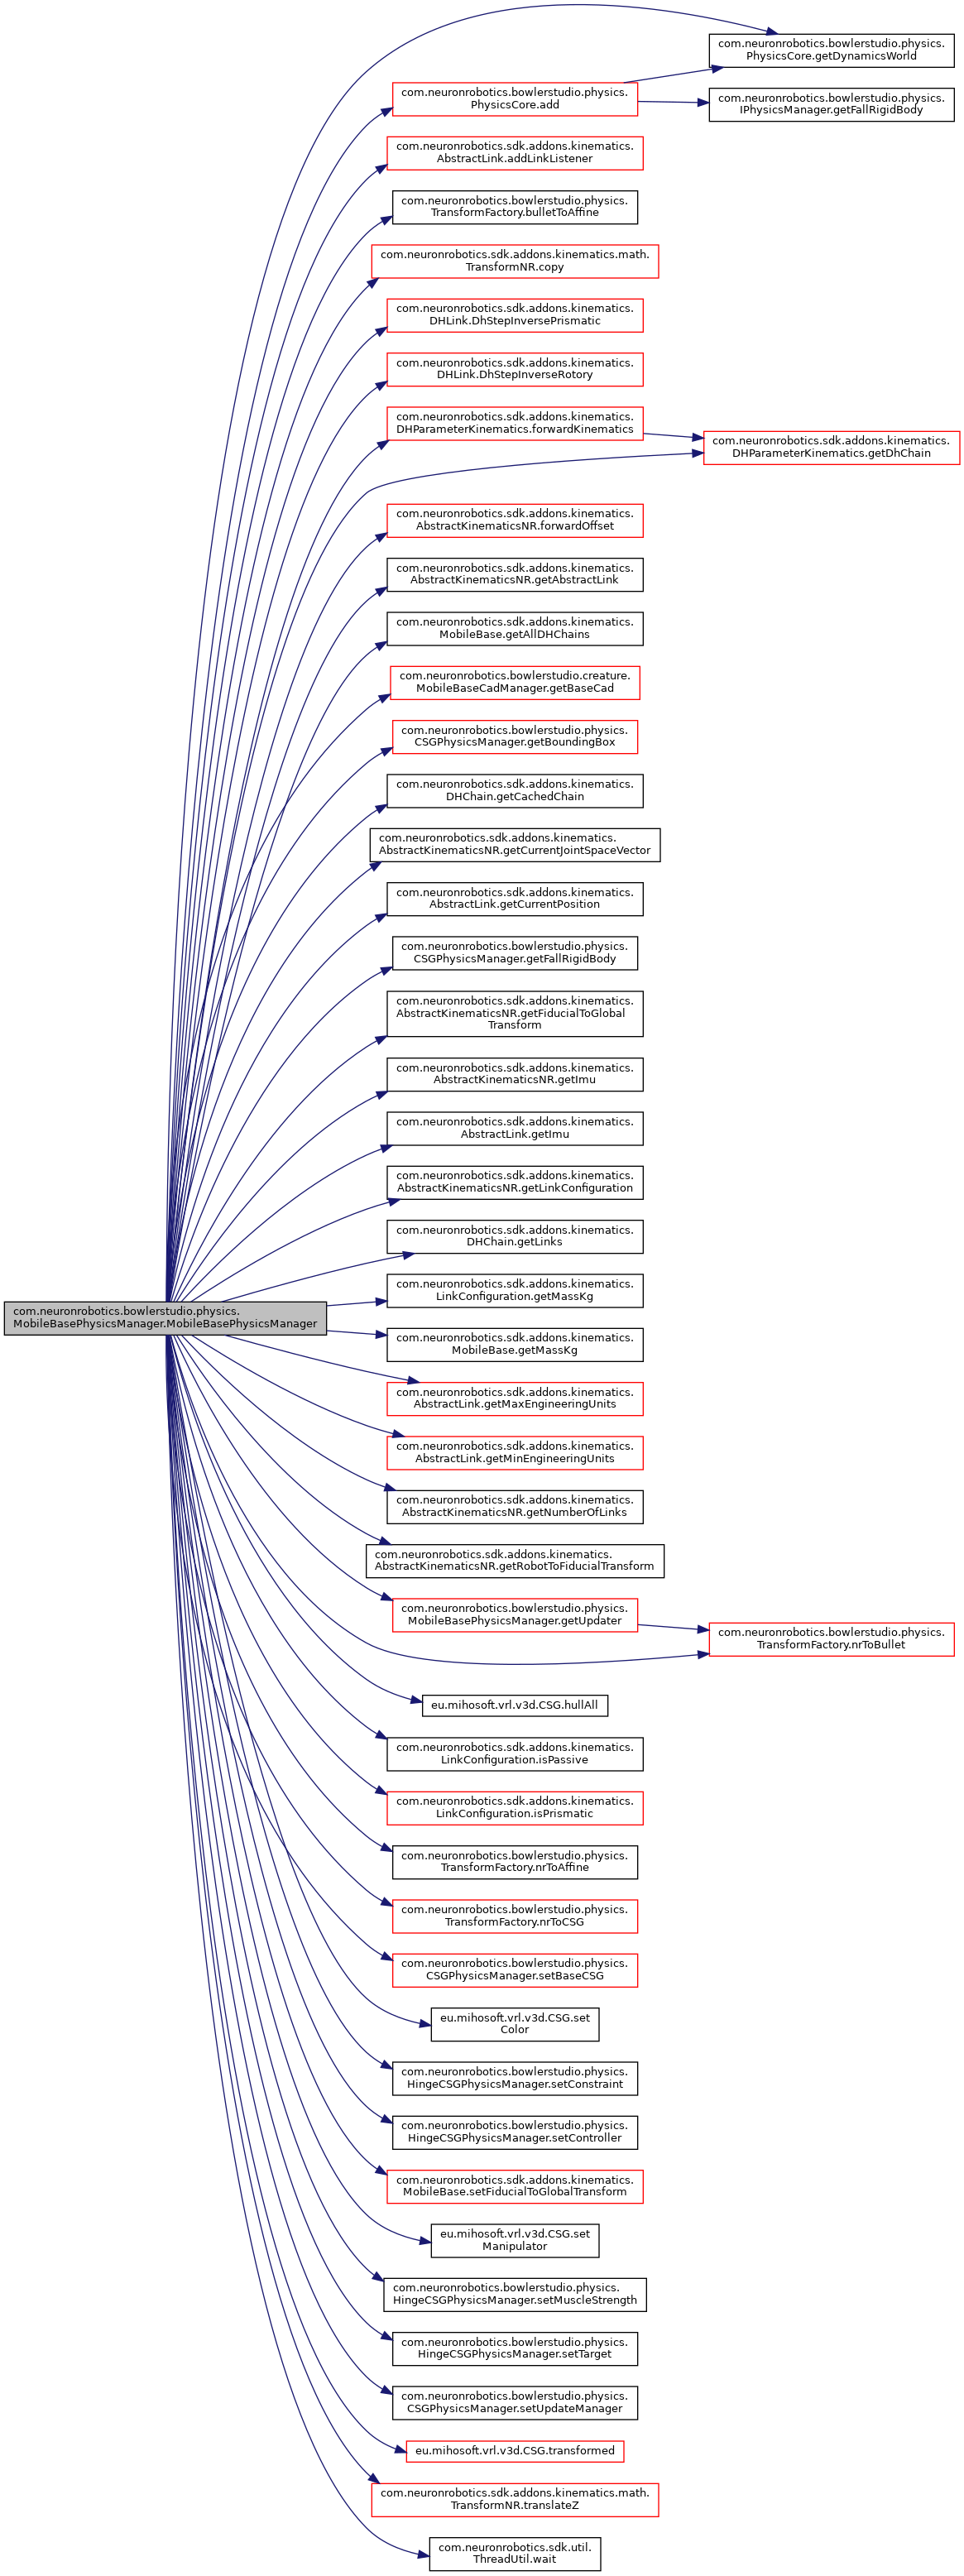 com.neuronrobotics.bowlerstudio.physics.
PhysicsCore.getDynamicsWorld
com.neuronrobotics.bowlerstudio.physics.
PhysicsCore.add
com.neuronrobotics.bowlerstudio.physics.
IPhysicsManager.getFallRigidBody
com.neuronrobotics.sdk.addons.kinematics.
AbstractLink.addLinkListener
com.neuronrobotics.bowlerstudio.physics.
TransformFactory.bulletToAffine
com.neuronrobotics.sdk.addons.kinematics.math.
TransformNR.copy
com.neuronrobotics.sdk.addons.kinematics.
DHLink.DhStepInversePrismatic
com.neuronrobotics.sdk.addons.kinematics.
DHLink.DhStepInverseRotory
com.neuronrobotics.sdk.addons.kinematics.
DHParameterKinematics.forwardKinematics
com.neuronrobotics.sdk.addons.kinematics.
DHParameterKinematics.getDhChain
com.neuronrobotics.sdk.addons.kinematics.
AbstractKinematicsNR.forwardOffset
com.neuronrobotics.sdk.addons.kinematics.
AbstractKinematicsNR.getAbstractLink
com.neuronrobotics.sdk.addons.kinematics.
MobileBase.getAllDHChains
com.neuronrobotics.bowlerstudio.creature.
MobileBaseCadManager.getBaseCad
com.neuronrobotics.bowlerstudio.physics.
CSGPhysicsManager.getBoundingBox
com.neuronrobotics.sdk.addons.kinematics.
DHChain.getCachedChain
com.neuronrobotics.sdk.addons.kinematics.
AbstractKinematicsNR.getCurrentJointSpaceVector
com.neuronrobotics.sdk.addons.kinematics.
AbstractLink.getCurrentPosition
com.neuronrobotics.bowlerstudio.physics.
CSGPhysicsManager.getFallRigidBody
com.neuronrobotics.sdk.addons.kinematics.
AbstractKinematicsNR.getFiducialToGlobal
Transform
com.neuronrobotics.sdk.addons.kinematics.
AbstractKinematicsNR.getImu
com.neuronrobotics.sdk.addons.kinematics.
AbstractLink.getImu
com.neuronrobotics.sdk.addons.kinematics.
AbstractKinematicsNR.getLinkConfiguration
com.neuronrobotics.sdk.addons.kinematics.
DHChain.getLinks
com.neuronrobotics.sdk.addons.kinematics.
LinkConfiguration.getMassKg
com.neuronrobotics.bowlerstudio.physics.
MobileBasePhysicsManager.MobileBasePhysicsManager
com.neuronrobotics.sdk.addons.kinematics.
MobileBase.getMassKg
com.neuronrobotics.sdk.addons.kinematics.
AbstractLink.getMaxEngineeringUnits
com.neuronrobotics.sdk.addons.kinematics.
AbstractLink.getMinEngineeringUnits
com.neuronrobotics.sdk.addons.kinematics.
AbstractKinematicsNR.getNumberOfLinks
com.neuronrobotics.sdk.addons.kinematics.
AbstractKinematicsNR.getRobotToFiducialTransform
com.neuronrobotics.bowlerstudio.physics.
MobileBasePhysicsManager.getUpdater
com.neuronrobotics.bowlerstudio.physics.
TransformFactory.nrToBullet
eu.mihosoft.vrl.v3d.CSG.hullAll
com.neuronrobotics.sdk.addons.kinematics.
LinkConfiguration.isPassive
com.neuronrobotics.sdk.addons.kinematics.
LinkConfiguration.isPrismatic
com.neuronrobotics.bowlerstudio.physics.
TransformFactory.nrToAffine
com.neuronrobotics.bowlerstudio.physics.
TransformFactory.nrToCSG
com.neuronrobotics.bowlerstudio.physics.
CSGPhysicsManager.setBaseCSG
eu.mihosoft.vrl.v3d.CSG.set
Color
com.neuronrobotics.bowlerstudio.physics.
HingeCSGPhysicsManager.setConstraint
com.neuronrobotics.bowlerstudio.physics.
HingeCSGPhysicsManager.setController
com.neuronrobotics.sdk.addons.kinematics.
MobileBase.setFiducialToGlobalTransform
eu.mihosoft.vrl.v3d.CSG.set
Manipulator
com.neuronrobotics.bowlerstudio.physics.
HingeCSGPhysicsManager.setMuscleStrength
com.neuronrobotics.bowlerstudio.physics.
HingeCSGPhysicsManager.setTarget
com.neuronrobotics.bowlerstudio.physics.
CSGPhysicsManager.setUpdateManager
eu.mihosoft.vrl.v3d.CSG.transformed
com.neuronrobotics.sdk.addons.kinematics.math.
TransformNR.translateZ
com.neuronrobotics.sdk.util.
ThreadUtil.wait